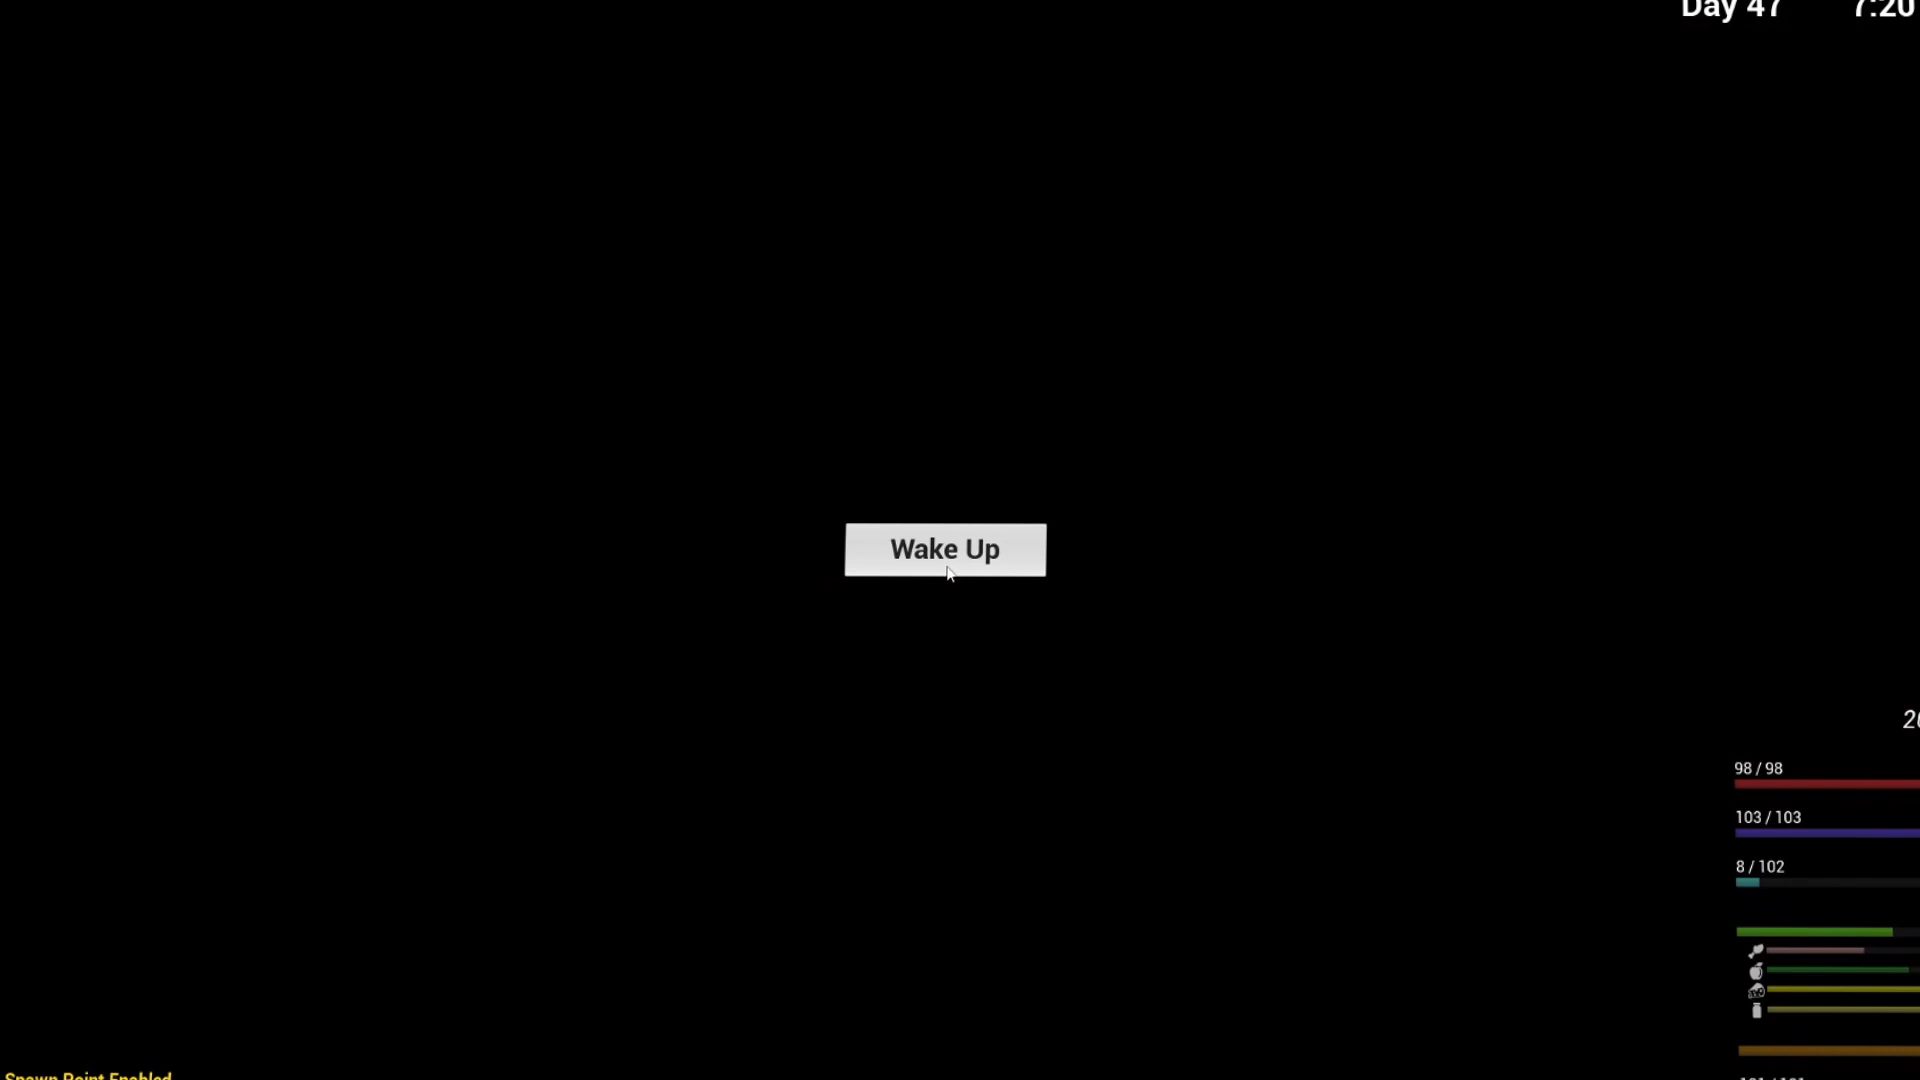 Day 47 7:20
Wake Up
98 / 98
103 / 103
8 / 102
Spawn Point Enabled